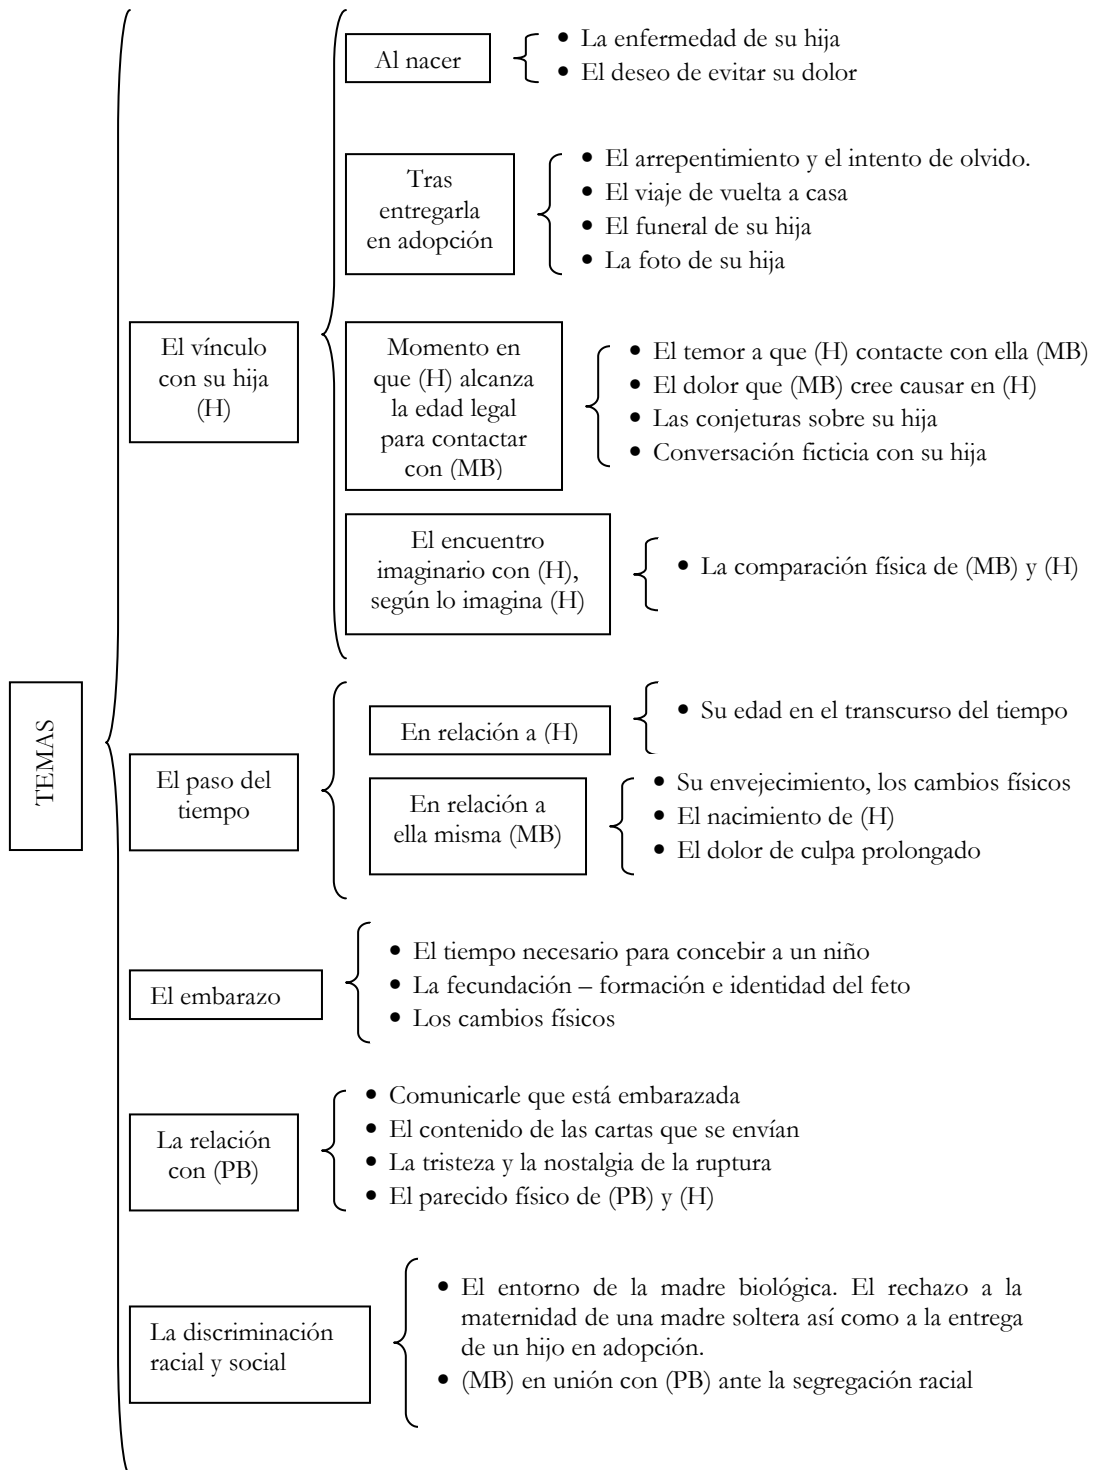 TEMAS
El vínculo
con su hija
(H)
Al nacer
• La enfermedad de su hija
• El deseo de evitar su dolor
Tras
entregarla
en adopción
• El arrepentimiento y el intento de olvido.
• El viaje de vuelta a casa
• El funeral de su hija
• La foto de su hija
Momento en
que (H) alcanza
la edad legal
para contactar
con (MB)
• El temor a que (H) contacte con ella (MB)
• El dolor que (MB) cree causar en (H)
• Las conjeturas sobre su hija
• Conversación ficticia con su hija
El encuentro
imaginario con (H),
según lo imagina (H)
• La comparación física de (MB) y (H)
El paso del
tiempo
En relación a (H)
• Su edad en el transcurso del tiempo
En relación a
ella misma (MB)
• Su envejecimiento, los cambios físicos
• El nacimiento de (H)
• El dolor de culpa prolongado
El embarazo
• El tiempo necesario para concebir a un niño
• La fecundación – formación e identidad del feto
• Los cambios físicos
La relación
con (PB)
• Comunicarle que está embarazada
• El contenido de las cartas que se envían
• La tristeza y la nostalgia de la ruptura
• El parecido físico de (PB) y (H)
La discriminación
racial y social
• El entorno de la madre biológica. El rechazo a la
maternidad de una madre soltera así como a la entrega
de un hijo en adopción.
• (MB) en unión con (PB) ante la segregación racial